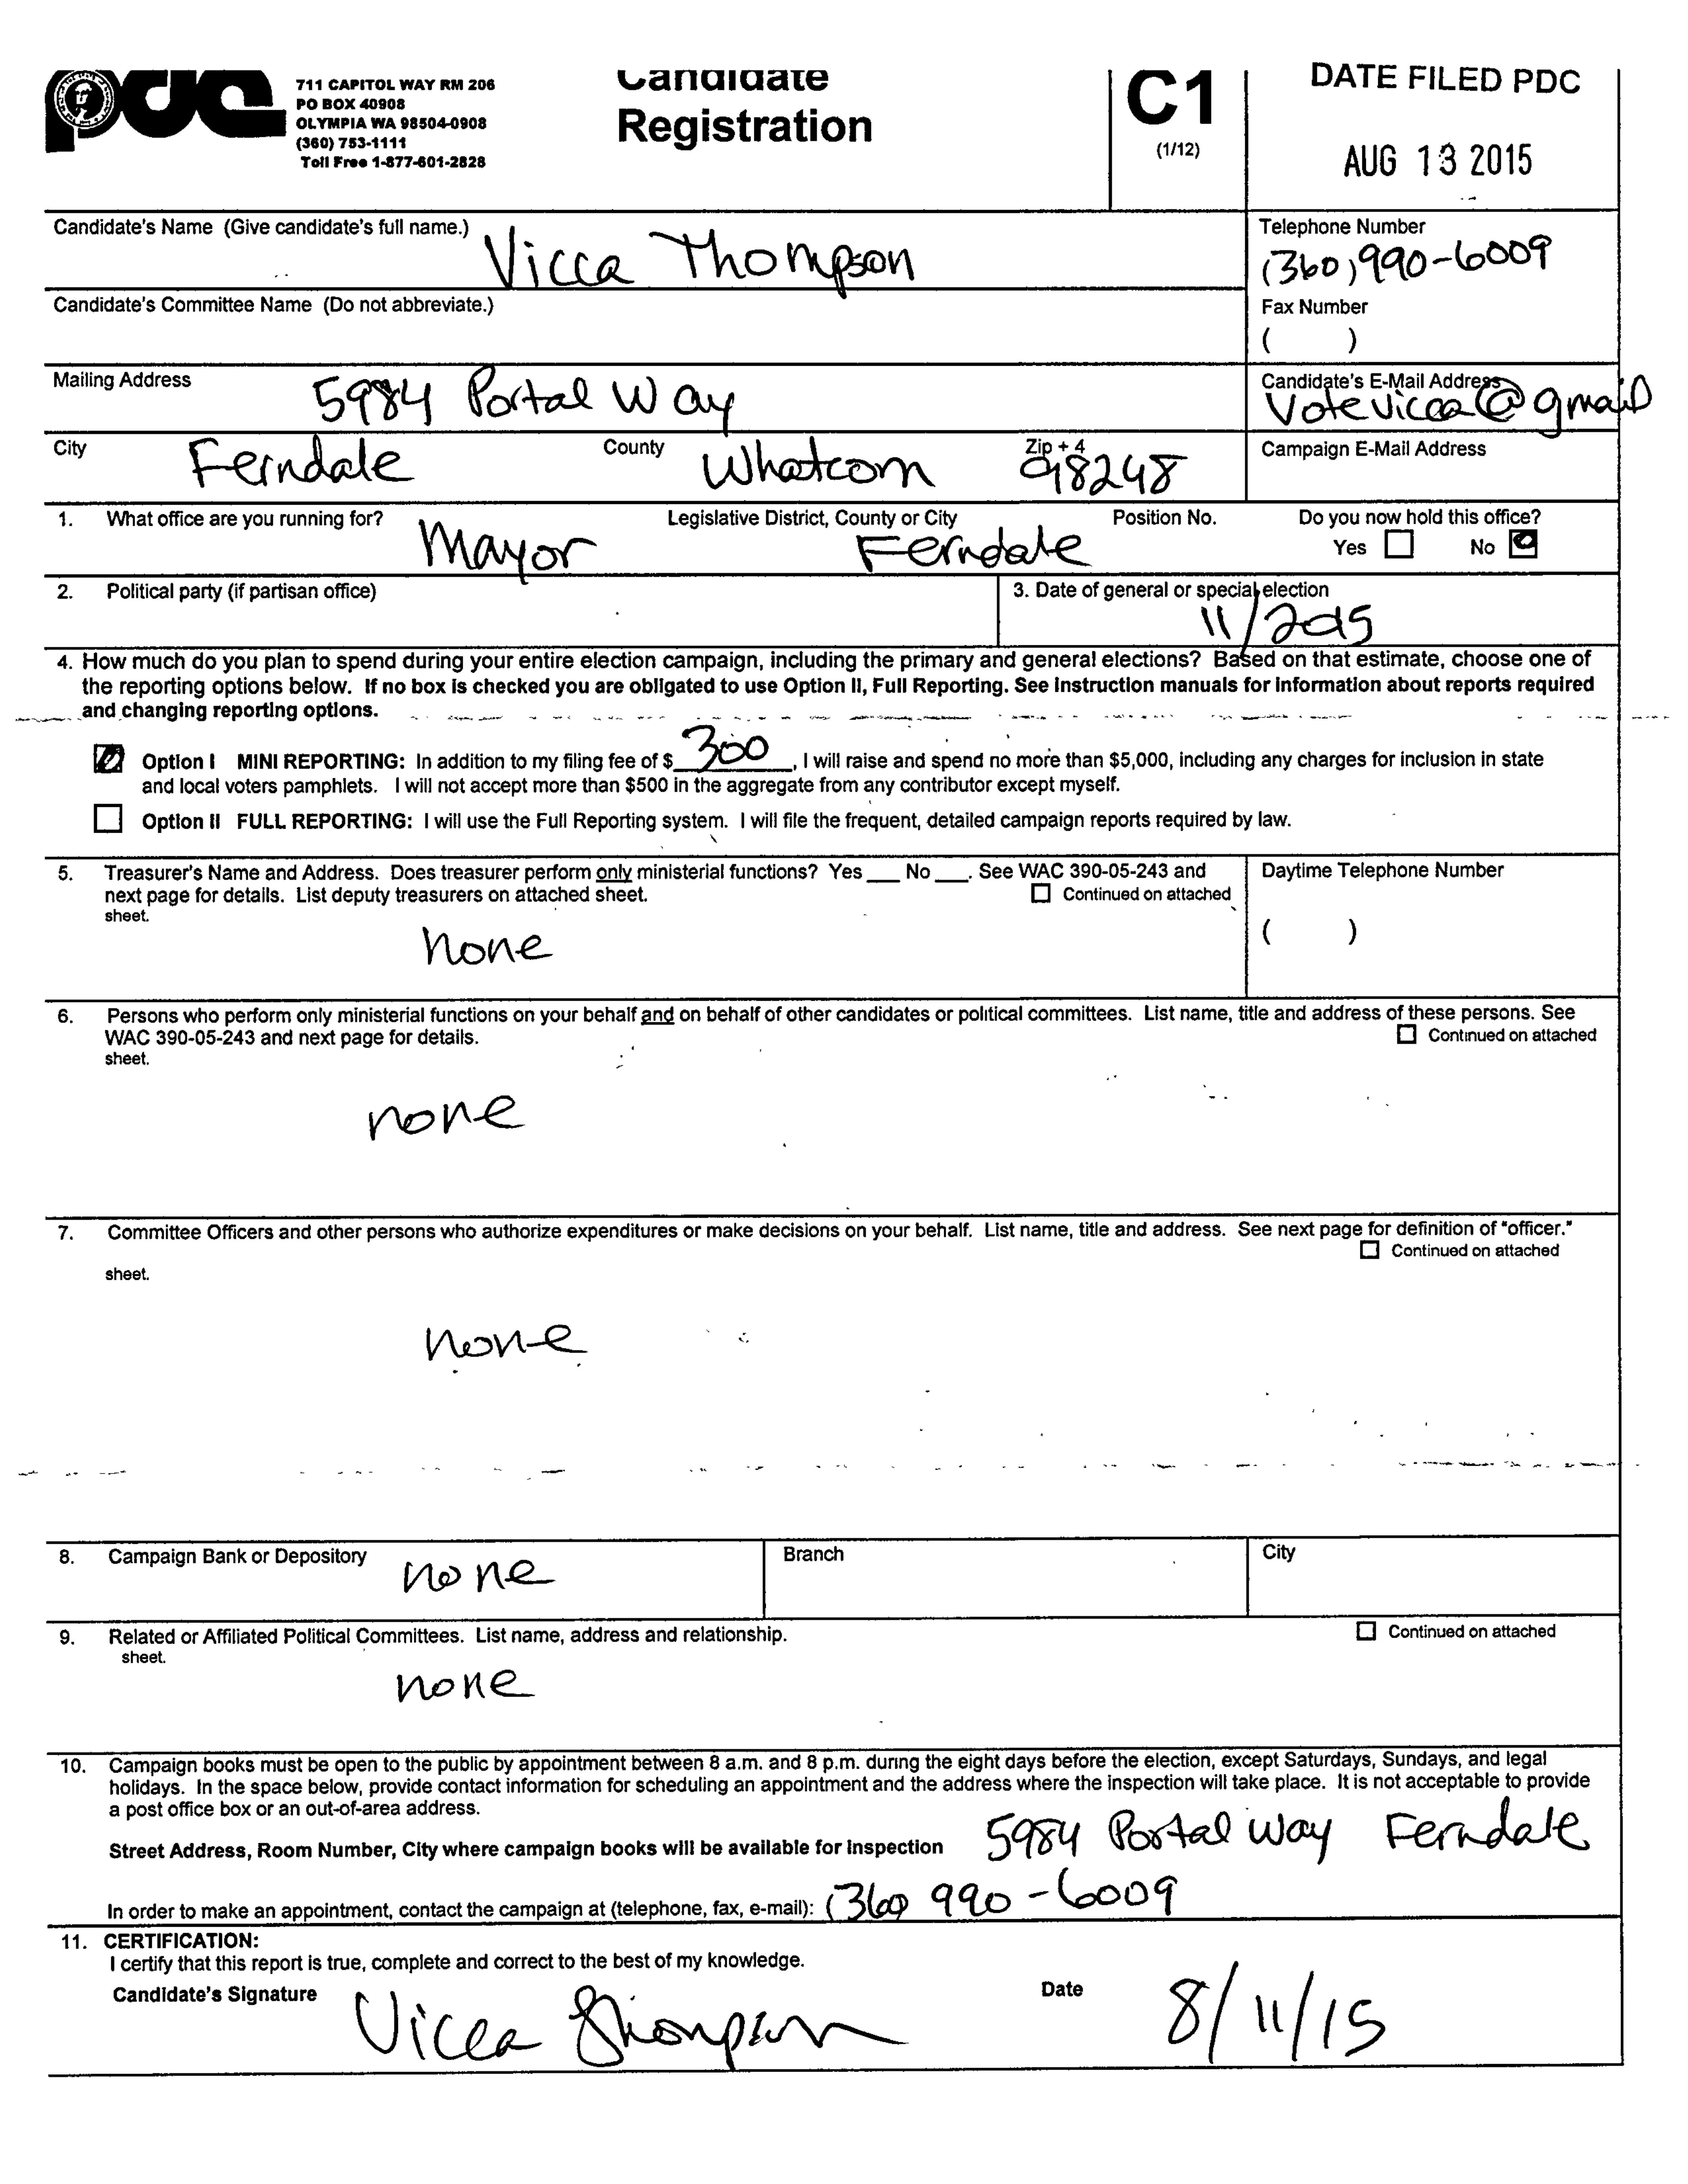 pdc
711 CAPITOL WAY RM 206
PO BOX 40908
OLYMPIA WA 98504-0908
(360) 753-1111
Toll Free 1-877-601-2828
Candidate
Registration
C1
(1/12)
DATE FILED PDC
AUG 13 2015
Candidate's Name (Give candidate's full name.) Vicca Thompson
Telephone Number
(360) 990-6009
Candidate's Committee Name (Do not abbreviate.)
Fax Number
( )
Mailing Address 5984 Portal Way
Candidate's E-Mail Address
Votevicca@gmail
City Ferndale County Whatcom Zip + 4 98248
Campaign E-Mail Address
1. What office are you running for? Mayor Legislative District, County or City Ferndale Position No. Do you now hold this office?
Yes No
2. Political party (if partisan office) 3. Date of general or special election
11/2015
4. How much do you plan to spend during your entire election campaign, including the primary and general elections? Based on that estimate, choose one of
the reporting options below. If no box is checked you are obligated to use Option II, Full Reporting. See instruction manuals for information about reports required
and changing reporting options.
Option I MINI REPORTING: In addition to my filing fee of $ 300, I will raise and spend no more than $5,000, including any charges for inclusion in state
and local voters pamphlets. I will not accept more than $500 in the aggregate from any contributor except myself.
Option II FULL REPORTING: I will use the Full Reporting system. I will file the frequent, detailed campaign reports required by law.
5. Treasurer's Name and Address. Does treasurer perform only ministerial functions? Yes ___ No ___. See WAC 390-05-243 and
next page for details. List deputy treasurers on attached sheet. Continued on attached
sheet.
none
Daytime Telephone Number
( )
6. Persons who perform only ministerial functions on your behalf and on behalf of other candidates or political committees. List name, title and address of these persons. See
WAC 390-05-243 and next page for details. Continued on attached
sheet.
none
7. Committee Officers and other persons who authorize expenditures or make decisions on your behalf. List name, title and address. See next page for definition of "officer."
Continued on attached
sheet.
none
8. Campaign Bank or Depository none Branch City
9. Related or Affiliated Political Committees. List name, address and relationship. Continued on attached
sheet.
none
10. Campaign books must be open to the public by appointment between 8 a.m. and 8 p.m. during the eight days before the election, except Saturdays, Sundays, and legal
holidays. In the space below, provide contact information for scheduling an appointment and the address where the inspection will take place. It is not acceptable to provide
a post office box or an out-of-area address.
Street Address, Room Number, City where campaign books will be available for inspection 5984 Portal Way Ferndale
In order to make an appointment, contact the campaign at (telephone, fax, e-mail): (360) 990-6009
11. CERTIFICATION:
I certify that this report is true, complete and correct to the best of my knowledge.
Candidate's Signature Vicca Thompson Date 8/11/15